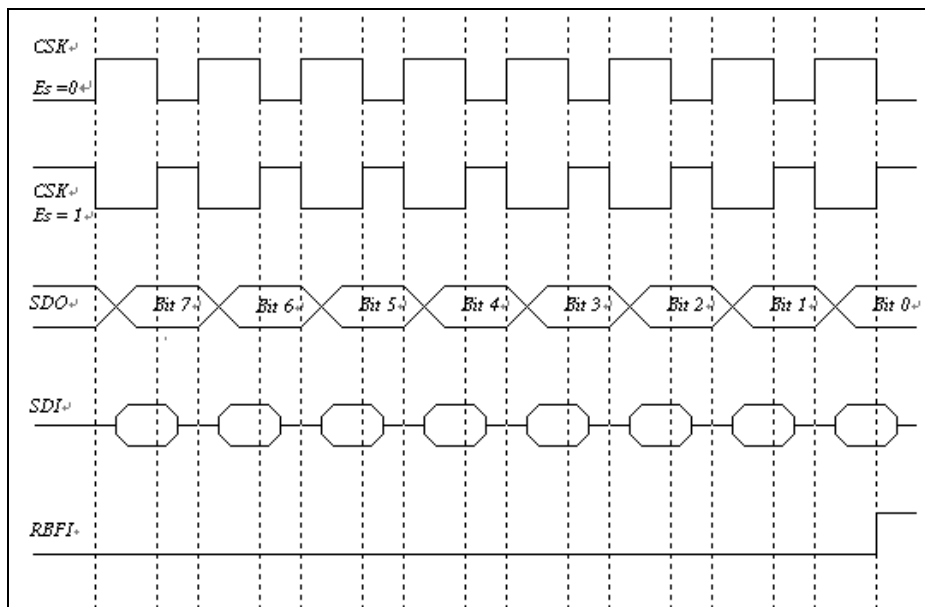 CSK↵
Es =0↵
CSK↵
Es = 1↵
SDO↵ Bit 7↵ Bit 6↵ Bit 5↵ Bit 4↵ Bit 3↵ Bit 2↵ Bit 1↵ Bit 0↵
SDI↵
RBFI↵